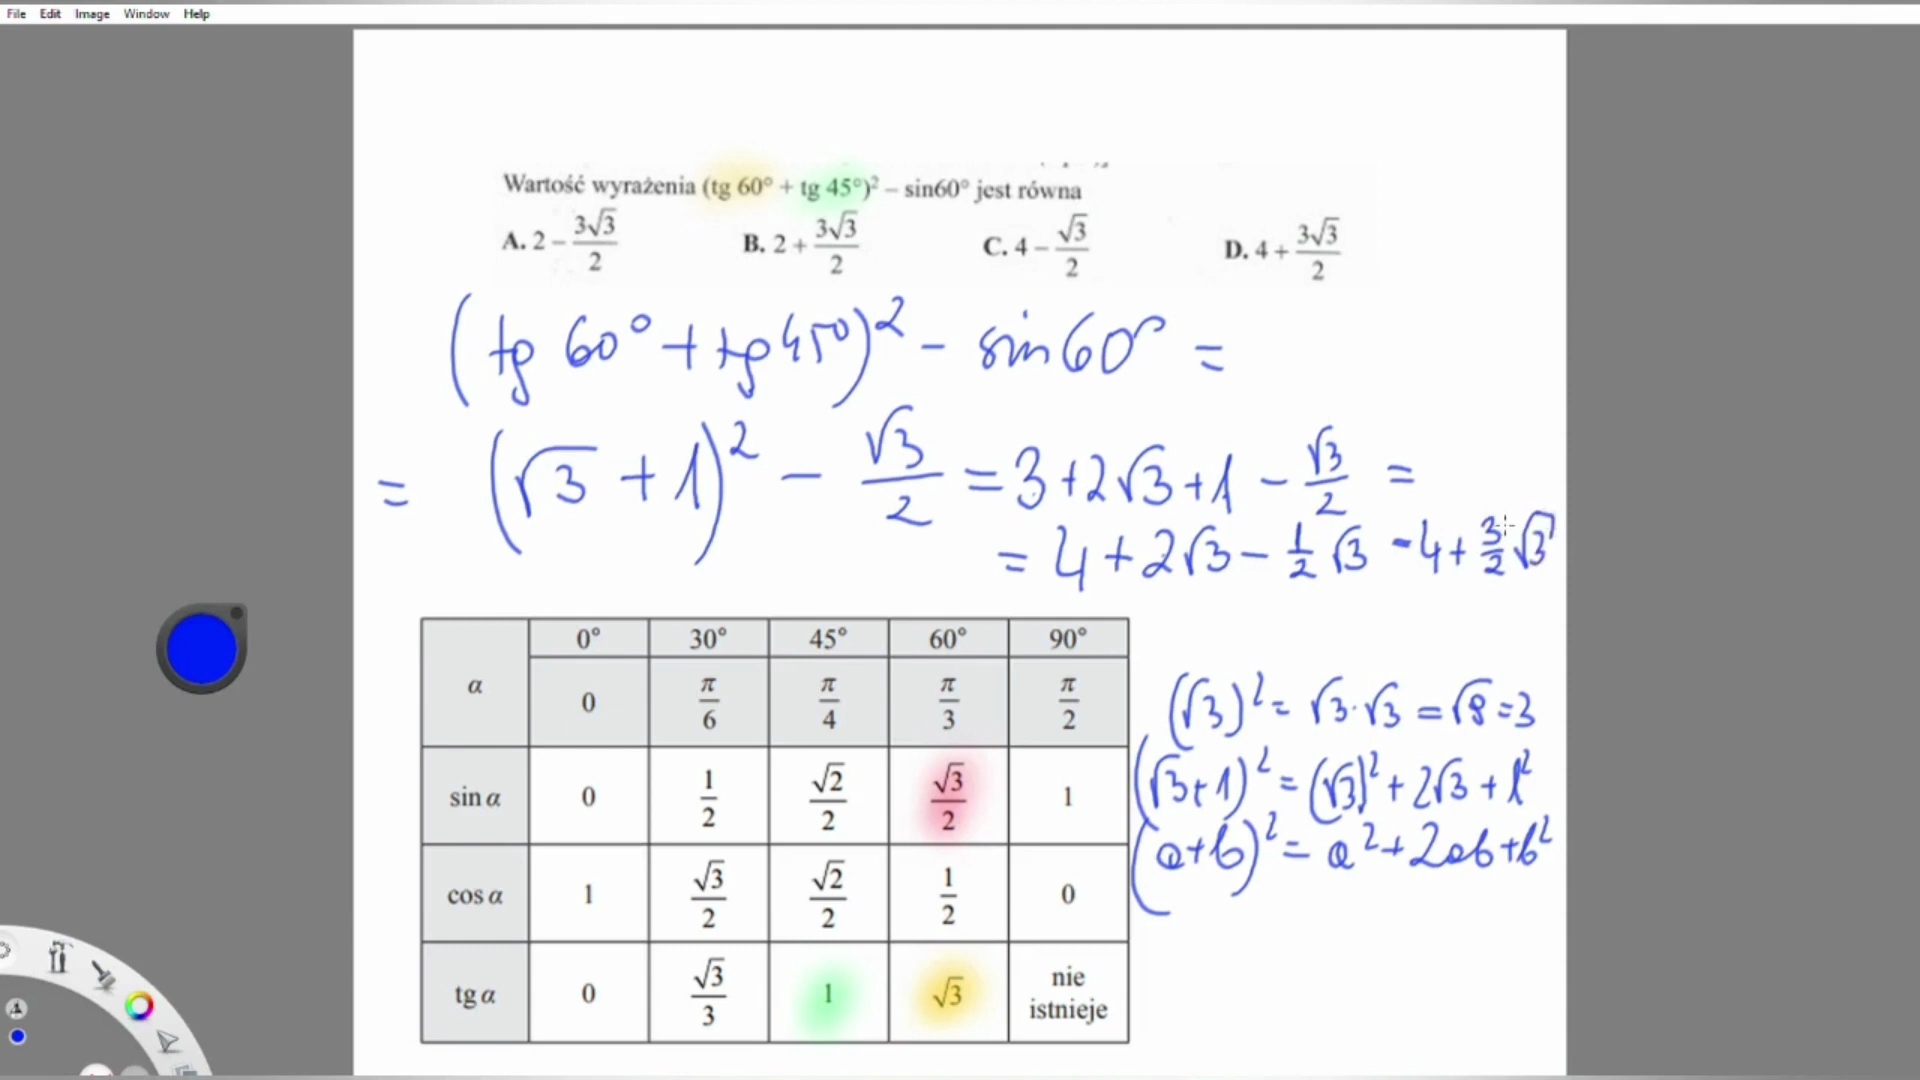 File Edit Image Window Help
Wartość wyrażenia (tg 60° + tg 45°)² – sin60° jest równa
A. 2 – 3√3/2 B. 2 + 3√3/2 C. 4 – √3/2 D. 4 + 3√3/2
(tg 60° + tg 45°)² – sin 60° =
= (√3 + 1)² – √3/2 = 3 + 2√3 + 1 – √3/2 =
= 4 + 2√3 – 1/2 √3 - 4 + 3/2 √3
α 0° 30° 45° 60° 90°
0 π/6 π/4 π/3 π/2
sin α 0 1/2 √2/2 √3/2 1
cos α 1 √3/2 √2/2 1/2 0
tg α 0 √3/3 1 √3 nie istnieje
(√3)² = √3·√3 = √9 = 3
(√3+1)² = (√3)² + 2√3 + 1²
(a+b)² = a² + 2ab + b²